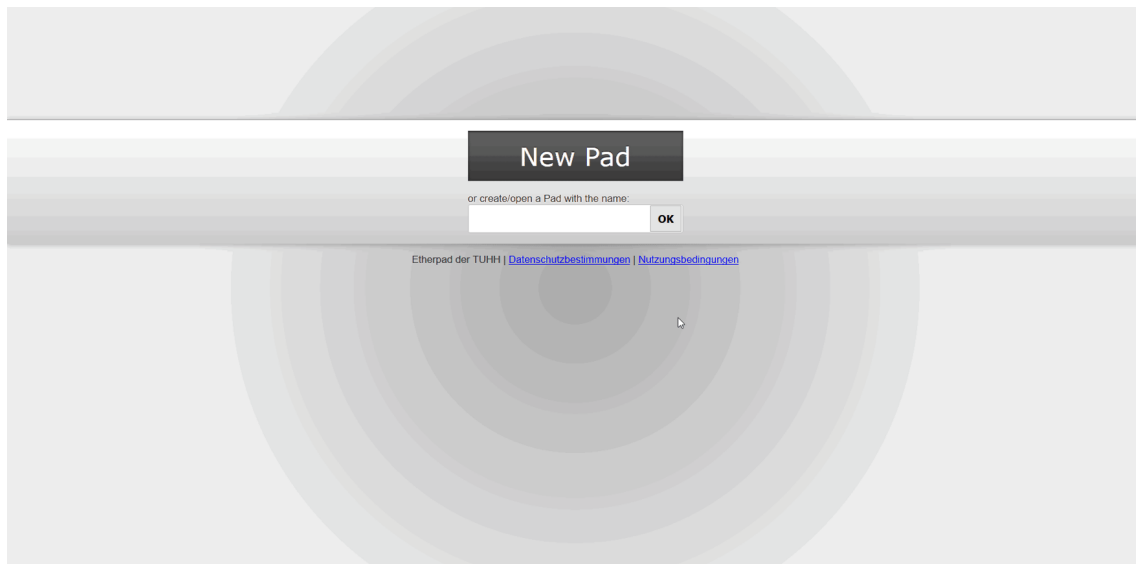 New Pad
or create/open a Pad with the name:
OK
Etherpad der TUHH | Datenschutzbestimmungen | Nutzungsbedingungen